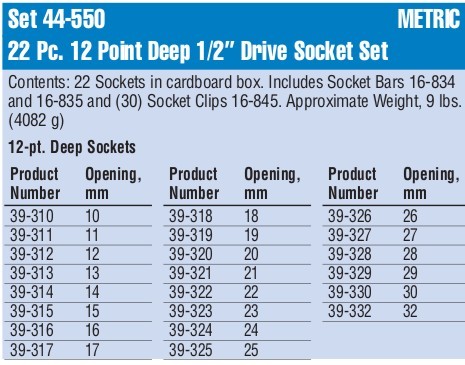 Set 44-550 METRIC
22 Pc. 12 Point Deep 1/2" Drive Socket Set
Contents: 22 Sockets in cardboard box. Includes Socket Bars 16-834
and 16-835 and (30) Socket Clips 16-845. Approximate Weight, 9 lbs.
(4082 g)
12-pt. Deep Sockets
Product Opening, Product Opening, Product Opening,
Number mm Number mm Number mm
39-310 10 39-318 18 39-326 26
39-311 11 39-319 19 39-327 27
39-312 12 39-320 20 39-328 28
39-313 13 39-321 21 39-329 29
39-314 14 39-322 22 39-330 30
39-315 15 39-323 23 39-332 32
39-316 16 39-324 24
39-317 17 39-325 25